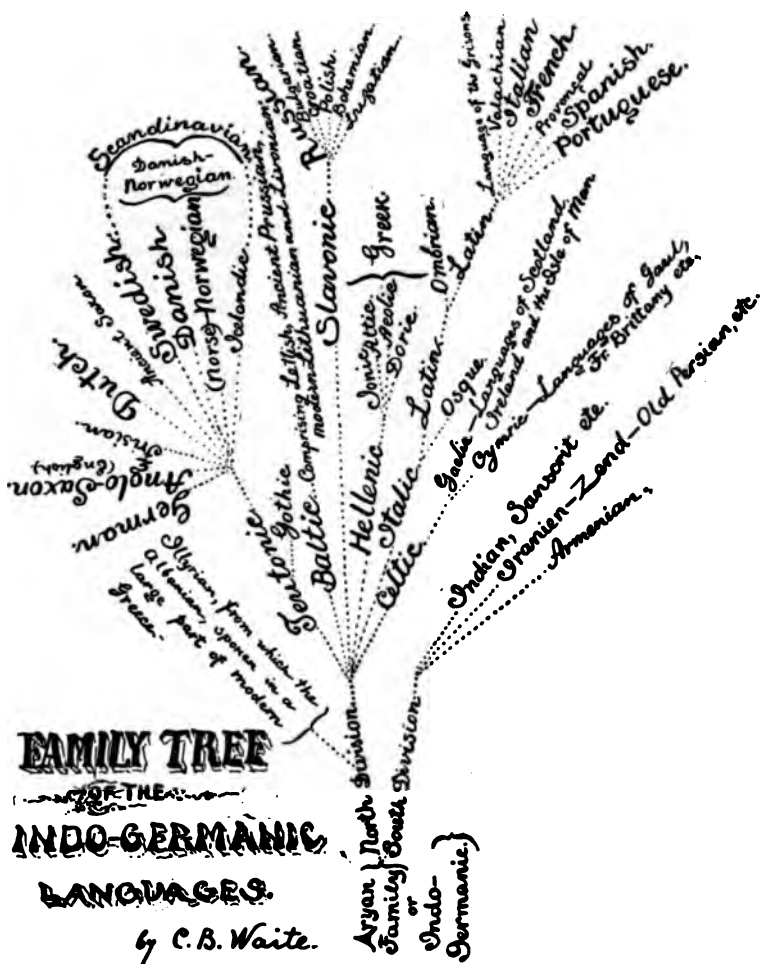 Scandinavian
Danish-
Norwegian
Swedish
Danish
(Norse)-Norwegian
Icelandic
Ancient Saxon
Dutch.
Frisian.
Anglo-Saxon
(English)
German.
Teutonic
Gothic
Baltic
Comprising Lettish, Ancient Prussian,
modern Lithuanian and Livonian
Slavonic
Russian
Bulgarian
Croatian
Polish
Bohemian
Hellenic
Ionic
Attic
Aeolic
Doric.
Greek
Italic
Ombrian.
Latin
Latin
Osque.
Language of the Grisons
Valachian
Italian
French.
Provencal
Spanish.
Portuguese.
Celtic
Gaelic-Languages of Scotland,
Ireland and the Isle of Man
Cymric-Languages of Gaul,
Fr. Brittany etc,
Indian, Sanscrit etc.
Iranien-Zend-Old Persian, etc.
Armenian,
Illyrian, from which the
Albanian, spoken in a
large part of modern
Greece-
North Division
South Division
Aryan
Family
or
Indo-
Germanic.
FAMILY TREE
OF THE
INDO-GERMANIC
LANGUAGES.
by C.B. Waite.